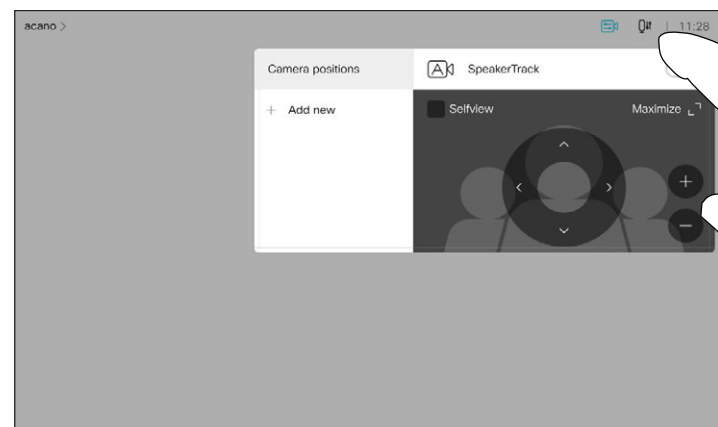 acano >
11:28
Camera positions
SpeakerTrack
+ Add new
Selfview
Maximize